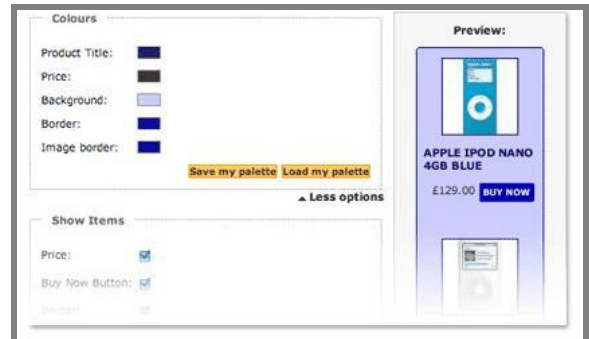 Colours
Product Title:
Price:
Background:
Border:
Image border:
Save my palette Load my palette
Less options
Show Items
Price:
Buy Now Button:
Preview:
APPLE IPOD NANO
4GB BLUE
£129.00 BUY NOW